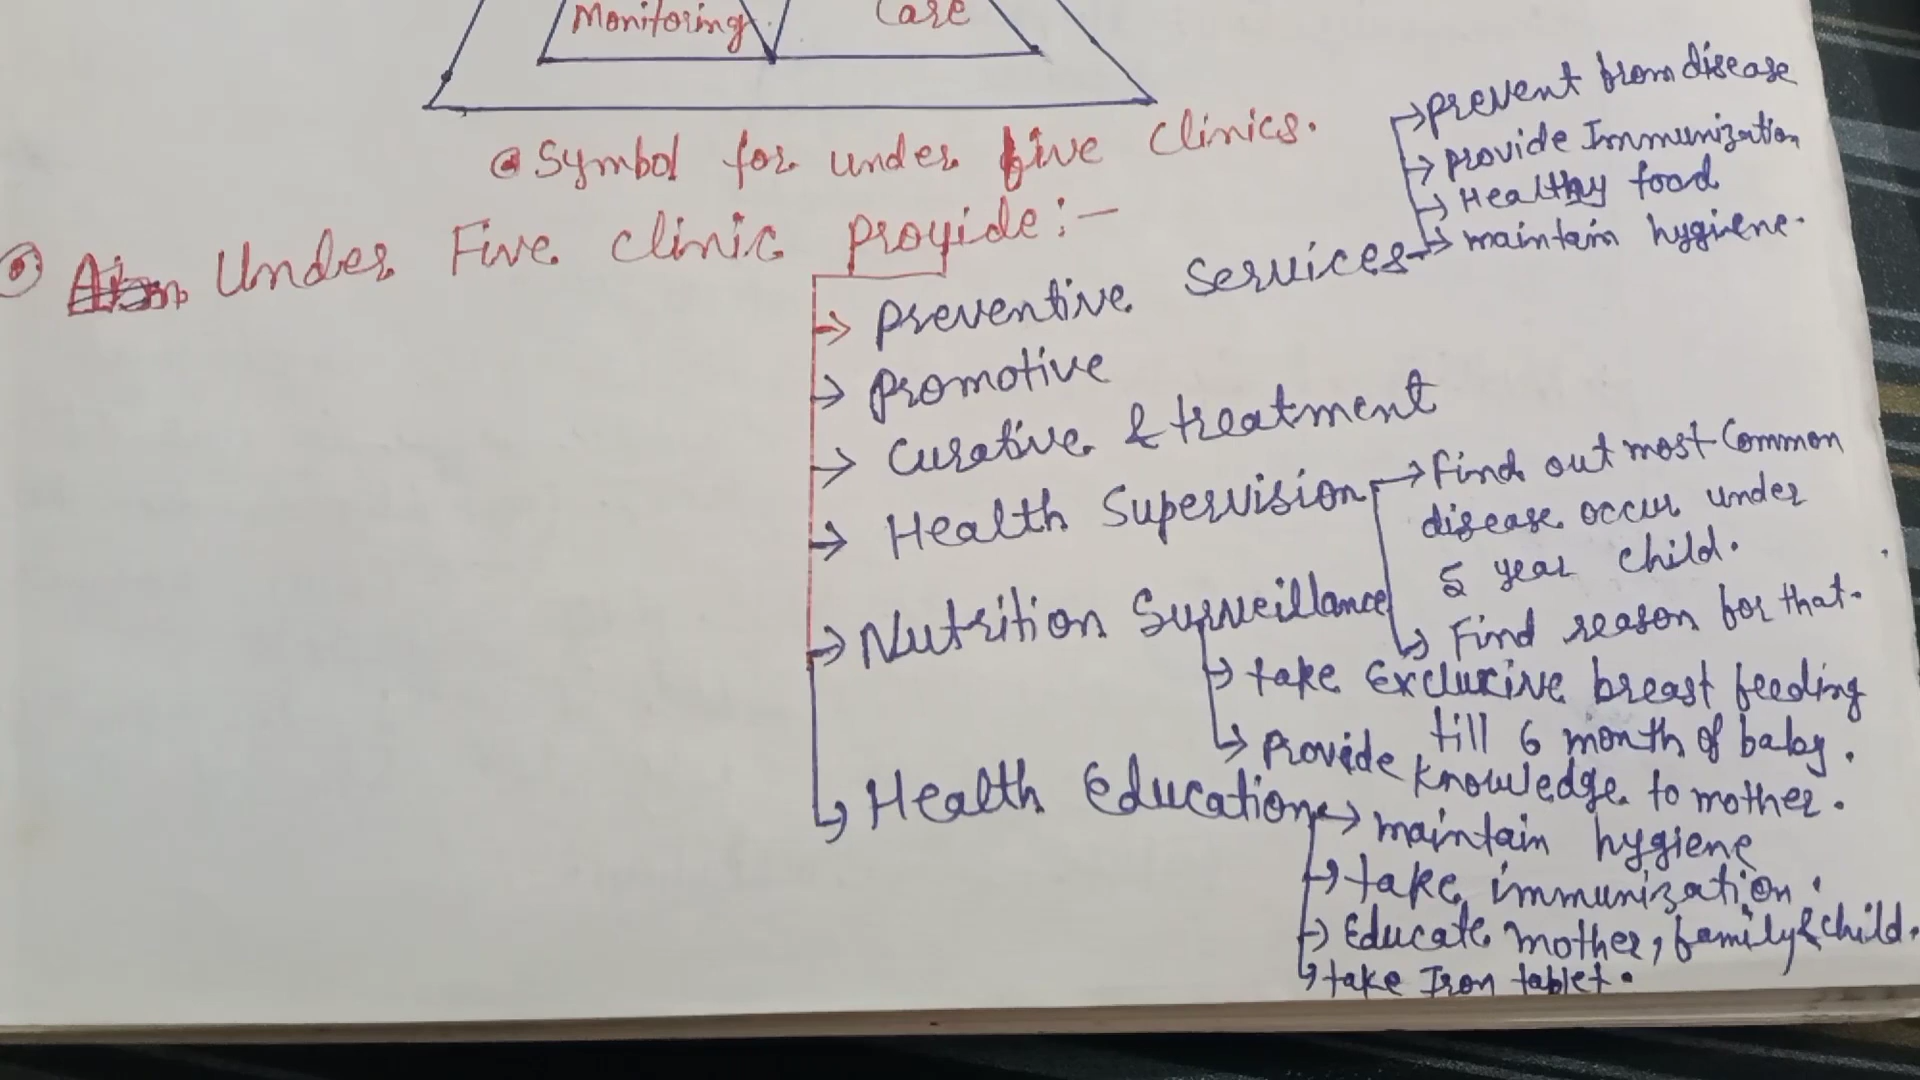 Monitoring Care
Symbol for under five Clinics.
Under Five clinic provide:-
→ preventive services
→ prevent from disease
→ provide Immunization
→ Healthy food
→ maintain hygiene.
→ promotive
→ Curative & treatment
→ Health Supervision
→ Find out most common
disease occur under
5 year child.
→ Find reason for that.
→ Nutrition Surveillance
→ take Exclusive breast feeding
till 6 month of baby.
→ Provide knowledge to mother.
→ Health Education
→ maintain hygiene
→ take immunization.
→ Educate mother, family & child.
→ take Iron tablet.